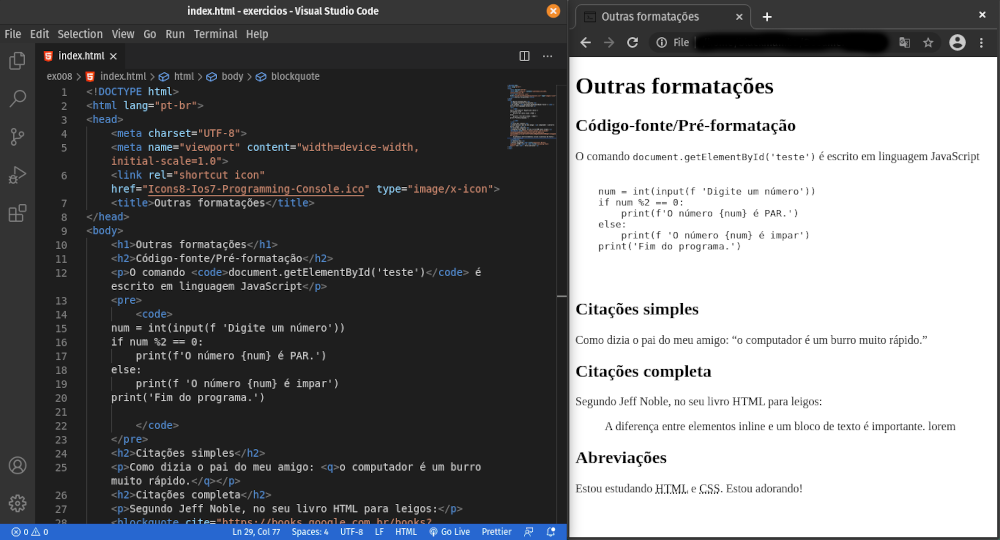 index.html - exercicios - Visual Studio Code
File Edit Selection View Go Run Terminal Help
index.html
ex008 index.html html body blockquote
1 <!DOCTYPE html>
2 <html lang="pt-br">
3 <head>
4 <meta charset="UTF-8">
5 <meta name="viewport" content="width=device-width,
initial-scale=1.0">
6 <link rel="shortcut icon"
href="Icons8-Ios7-Programming-Console.ico" type="image/x-icon">
7 <title>Outras formatações</title>
8 </head>
9 <body>
10 <h1>Outras formatações</h1>
11 <h2>Código-fonte/Pré-formatação</h2>
12 <p>O comando <code>document.getElementById('teste')</code> é
escrito em linguagem JavaScript</p>
13 <pre>
14 <code>
15 num = int(input(f 'Digite um número'))
16 if num %2 == 0:
17 print(f'O número {num} é PAR.')
18 else:
19 print(f 'O número {num} é impar')
20 print('Fim do programa.')
21
22 </code>
23 </pre>
24 <h2>Citações simples</h2>
25 <p>Como dizia o pai do meu amigo: <q>o computador é um burro
muito rápido.</q></p>
26 <h2>Citações completa</h2>
27 <p>Segundo Jeff Noble, no seu livro HTML para leigos:</p>
28 <blockquote cite="https://books.google.com.br/books?
0 0 Ln 29, Col 77 Spaces: 4 UTF-8 LF HTML Go Live Prettier
Outras formatações
File
Outras formatações
Código-fonte/Pré-formatação
O comando document.getElementById('teste') é escrito em linguagem JavaScript
num = int(input(f 'Digite um número'))
if num %2 == 0:
print(f'O número {num} é PAR.')
else:
print(f 'O número {num} é impar')
print('Fim do programa.')
Citações simples
Como dizia o pai do meu amigo: “o computador é um burro muito rápido.”
Citações completa
Segundo Jeff Noble, no seu livro HTML para leigos:
A diferença entre elementos inline e um bloco de texto é importante. lorem
Abreviações
Estou estudando HTML e CSS. Estou adorando!